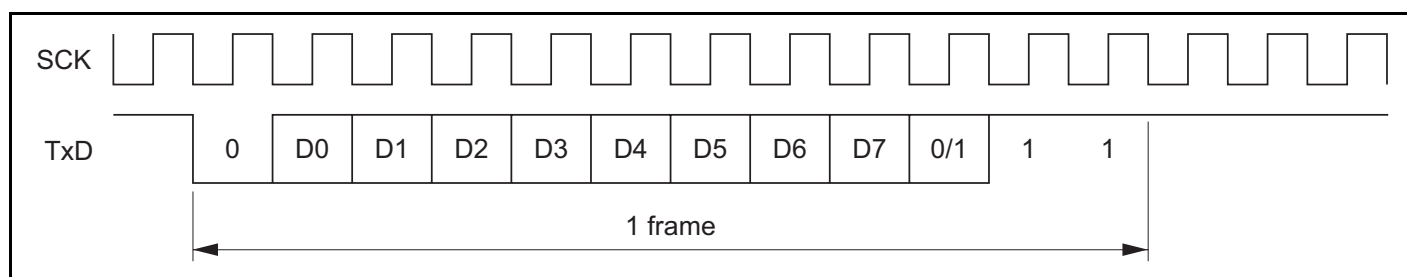 SCK
TxD 0 D0 D1 D2 D3 D4 D5 D6 D7 0/1 1 1
1 frame